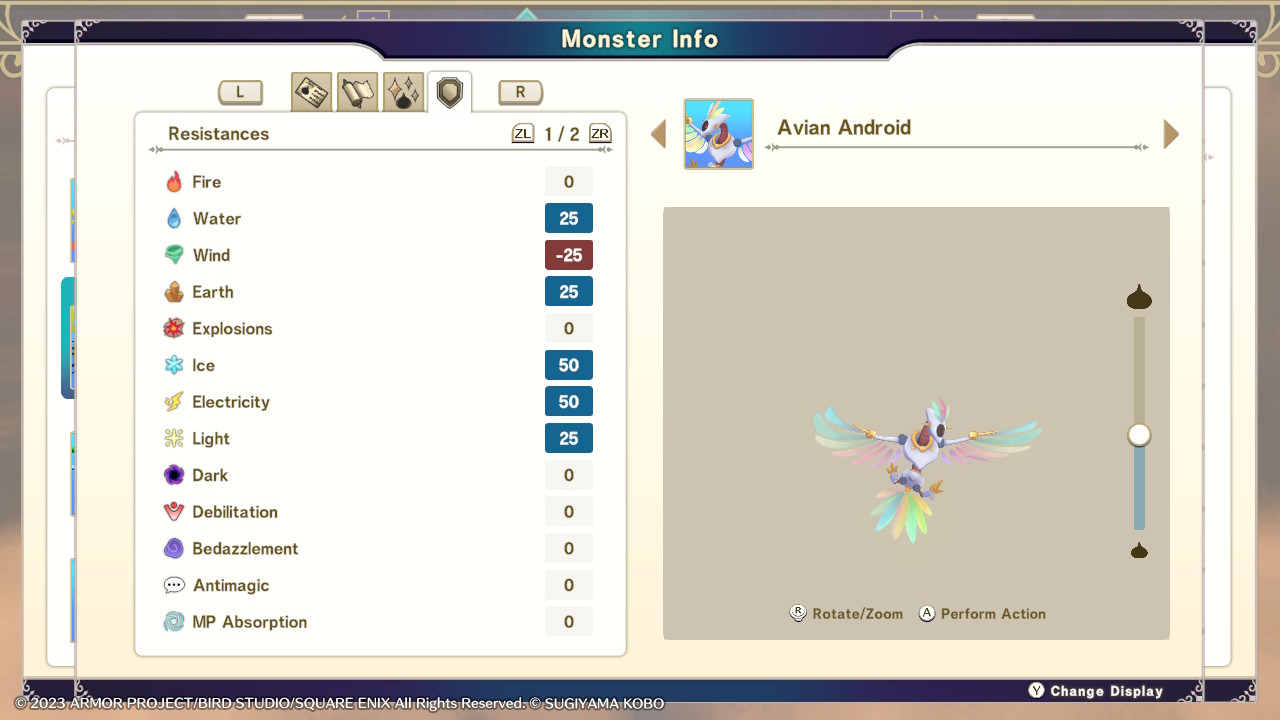 Monster Info
L
R
Resistances
ZL 1 / 2 ZR
Avian Android
Fire 0
Water 25
Wind -25
Earth 25
Explosions 0
Ice 50
Electricity 50
Light 25
Dark 0
Debilitation 0
Bedazzlement 0
Antimagic 0
MP Absorption 0
R Rotate/Zoom A Perform Action
Y Change Display
© 2023 ARMOR PROJECT/BIRD STUDIO/SQUARE ENIX All Rights Reserved. © SUGIYAMA KOBO